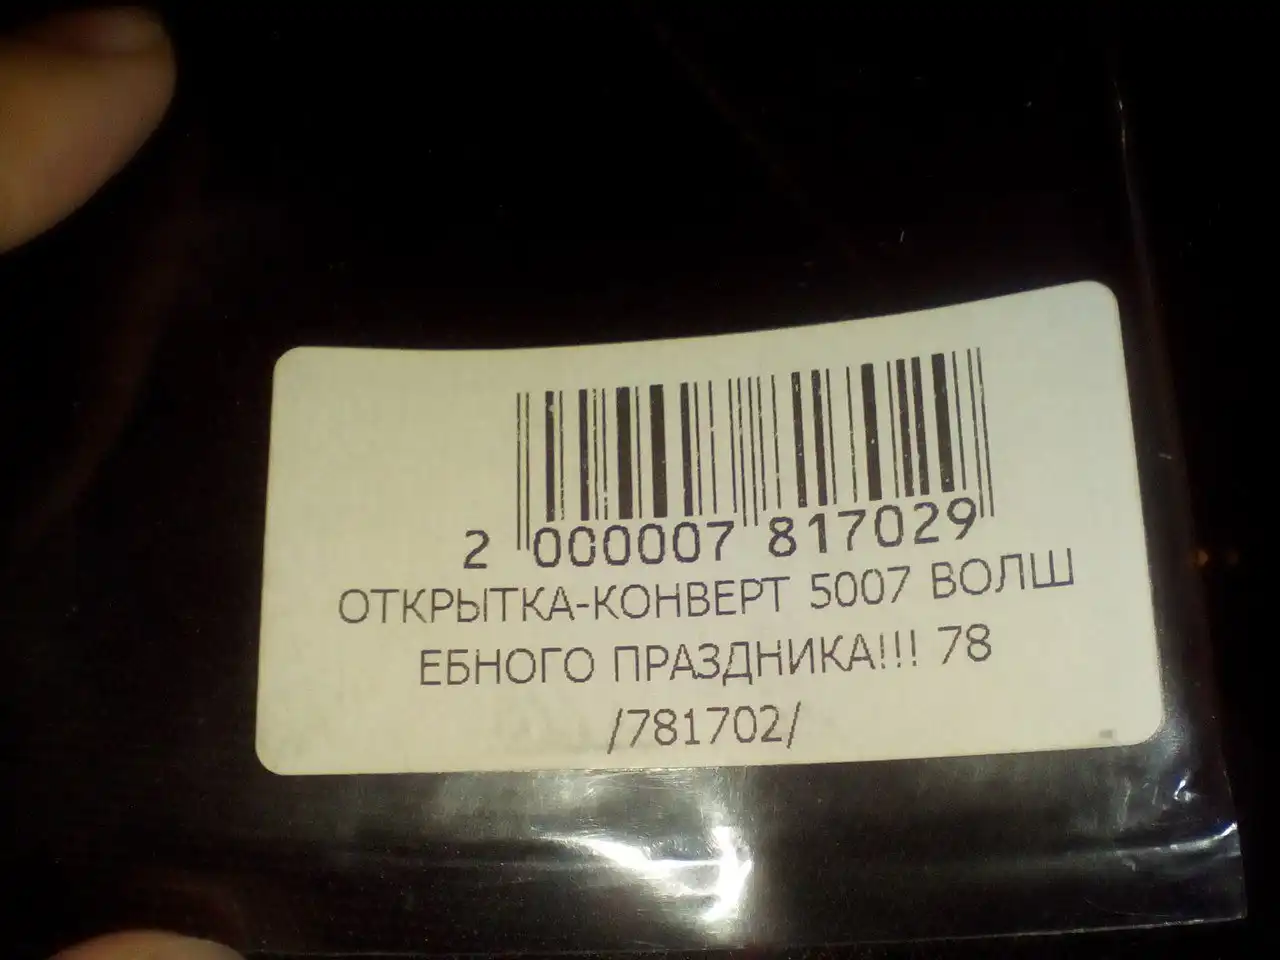 2 000007 817029
ОТКРЫТКА-КОНВЕРТ 5007 ВОЛШ
ЕБНОГО ПРАЗДНИКА!!! 78
/781702/